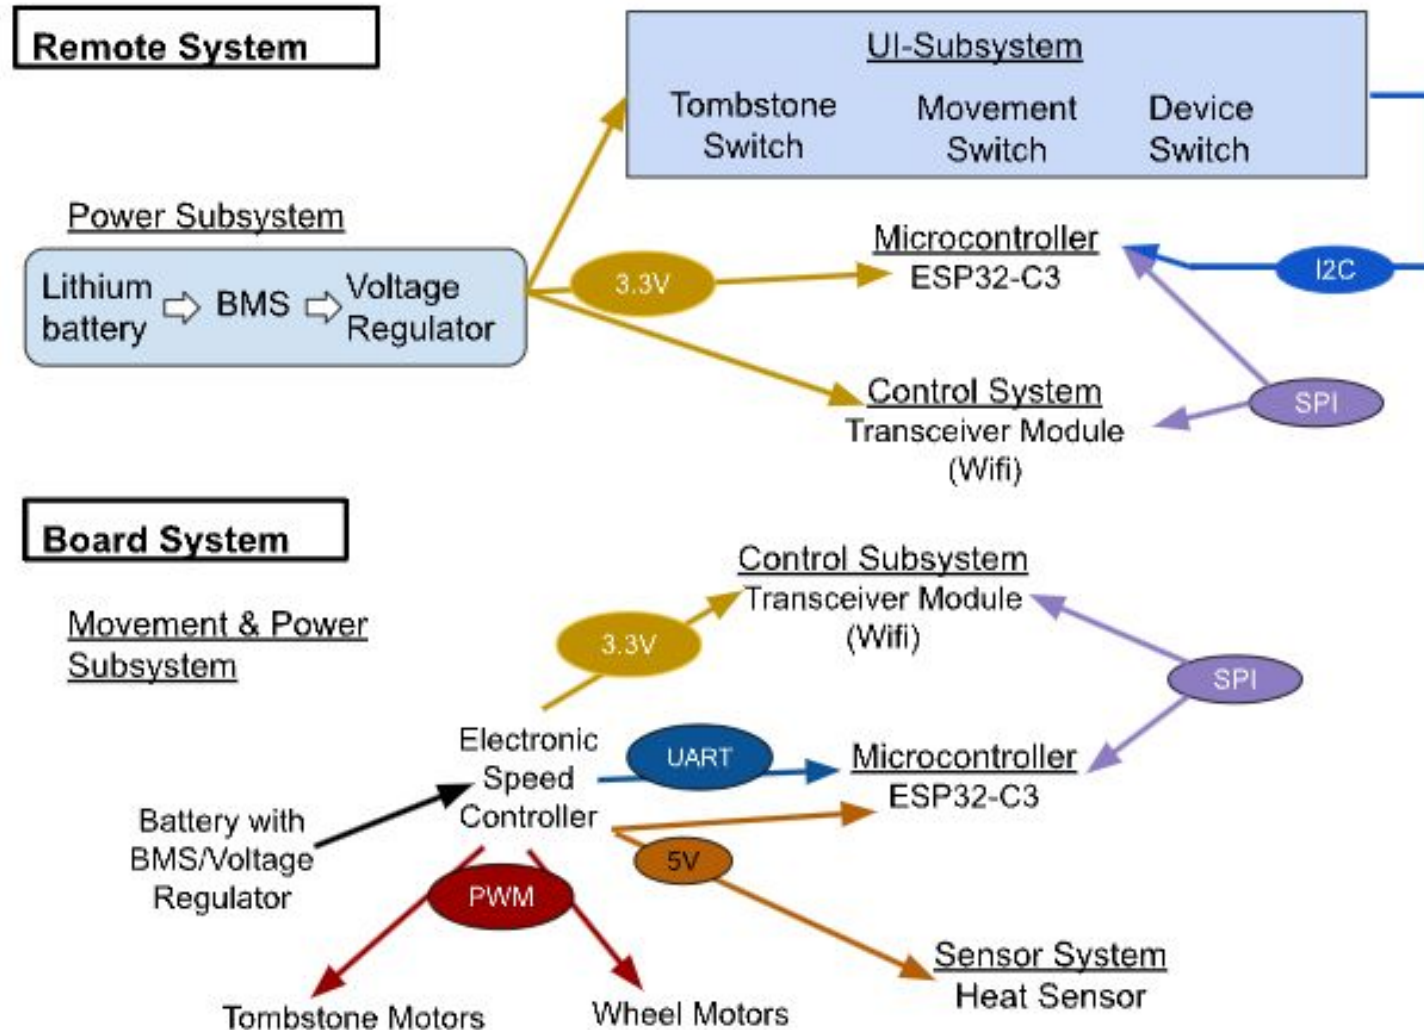 Remote System
UI-Subsystem
Tombstone
Switch
Movement
Switch
Device
Switch
Power Subsystem
Lithium
battery
BMS
Voltage
Regulator
3.3V
Microcontroller
ESP32-C3
I2C
Control System
Transceiver Module
(Wifi)
SPI
Board System
Movement & Power
Subsystem
Control Subsystem
Transceiver Module
(Wifi)
3.3V
SPI
Electronic
Speed
Controller
UART
Microcontroller
ESP32-C3
Battery with
BMS/Voltage
Regulator
5V
PWM
Sensor System
Heat Sensor
Tombstone Motors
Wheel Motors